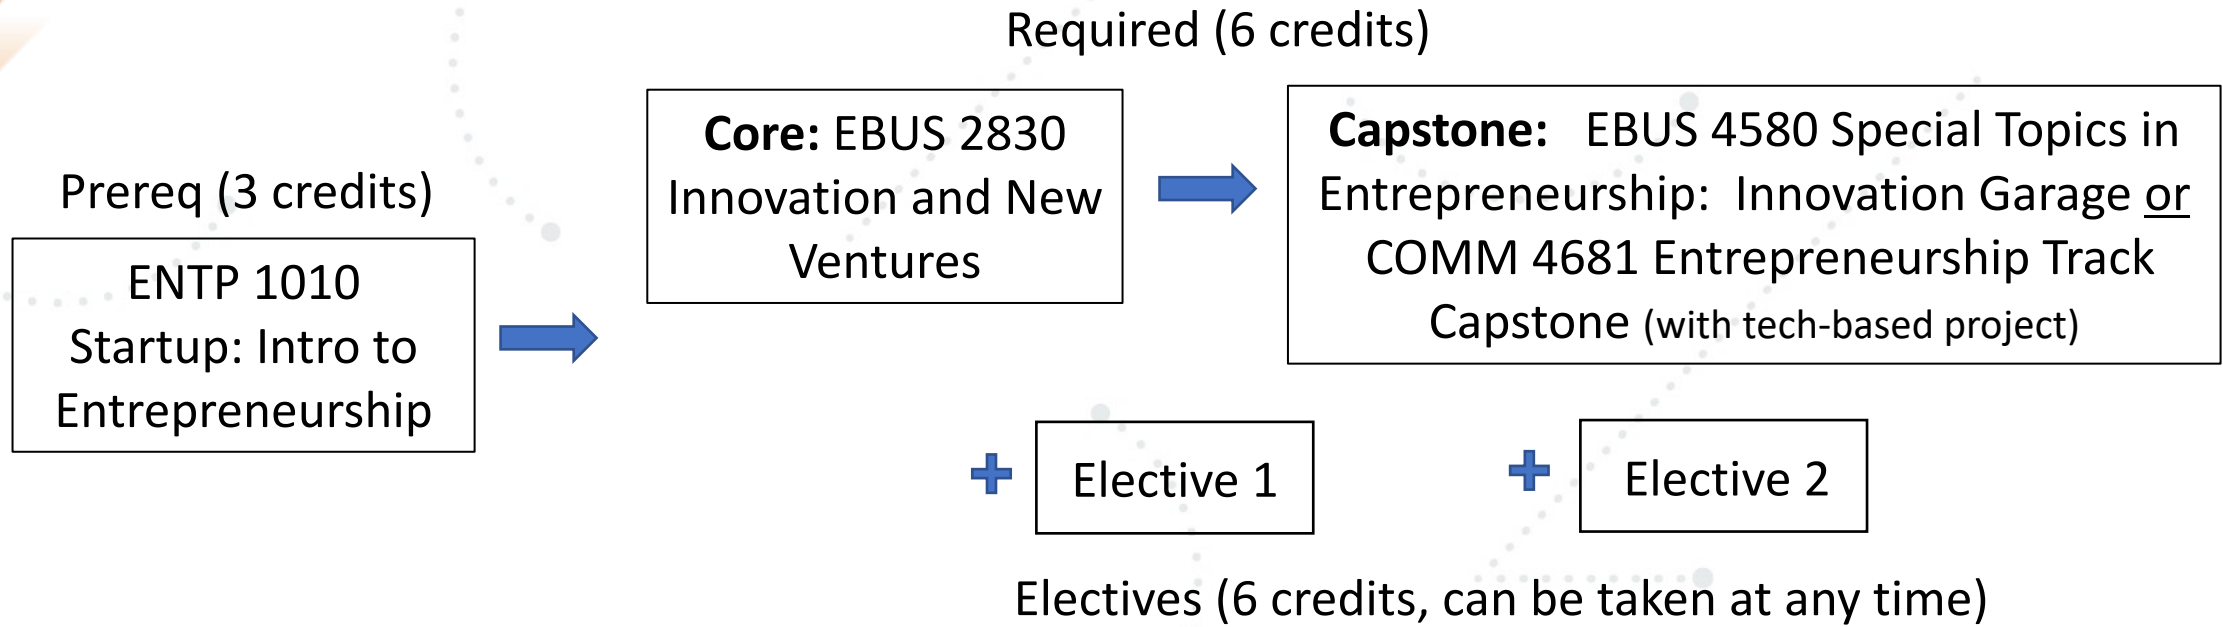 Required (6 credits)
Prereq (3 credits)
ENTP 1010
Startup: Intro to
Entrepreneurship
Core: EBUS 2830
Innovation and New
Ventures
Capstone: EBUS 4580 Special Topics in
Entrepreneurship: Innovation Garage or
COMM 4681 Entrepreneurship Track
Capstone (with tech-based project)
Elective 1
Elective 2
Electives (6 credits, can be taken at any time)